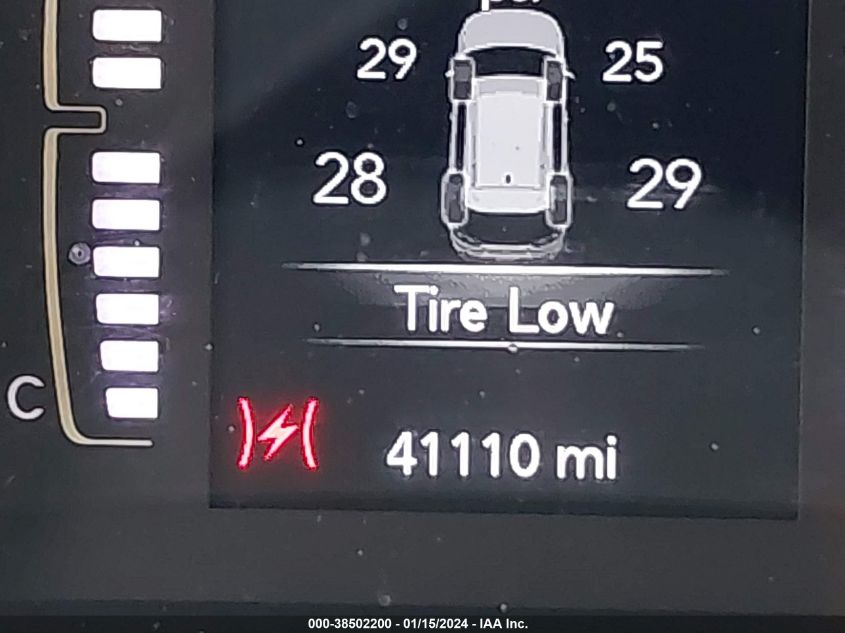 29 25
28 29
Tire Low
C
41110 mi
000-38502200 - 01/15/2024 - IAA Inc.